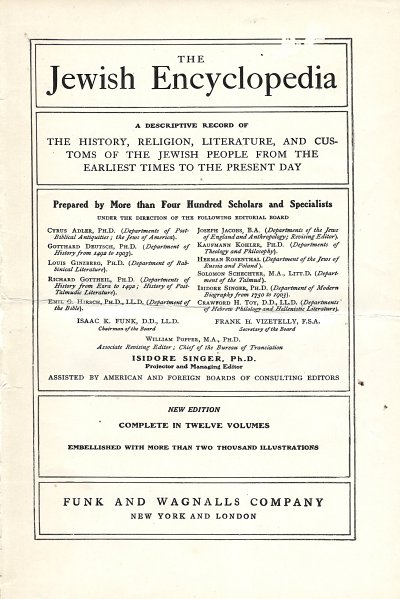 THE
Jewish Encyclopedia
A DESCRIPTIVE RECORD OF
THE HISTORY, RELIGION, LITERATURE, AND CUS-
TOMS OF THE JEWISH PEOPLE FROM THE
EARLIEST TIMES TO THE PRESENT DAY
Prepared by More than Four Hundred Scholars and Specialists
UNDER THE DIRECTION OF THE FOLLOWING EDITORIAL BOARD
CYRUS ADLER, PH.D. (Departments of Post-
Biblical Antiquities; the Jews of America).
GOTTHARD DEUTSCH, PH.D. (Department of
History from 1492 to 1905).
LOUIS GINZBERG, PH.D. (Department of Rab-
binical Literature).
RICHARD GOTTHEIL, PH.D. (Departments of
History from Ezra to 1492; History of Post-
Talmudic Literature).
EMIL G. HIRSCH, PH.D., LL.D. (Department of
the Bible).
JOSEPH JACOBS, B.A. (Departments of the Jews
of England and Anthropology; Revising Editor).
KAUFMANN KOHLER, PH.D. (Departments of
Theology and Philosophy).
HERMAN ROSENTHAL (Department of the Jews of
Russia and Poland).
SOLOMON SCHECHTER, M.A., LITT.D. (Depart-
ment of the Talmud).
ISIDORE SINGER, PH.D. (Department of Modern
Biography from 1750 to 1905).
CRAWFORD H. TOY, D.D., LL.D. (Departments
of Hebrew Philology and Hellenistic Literature).
ISAAC K. FUNK, D.D., LL.D.
Chairman of the Board
FRANK H. VIZETELLY, F.S.A.
Secretary of the Board
WILLIAM POPPER, M.A., PH.D.
Associate Revising Editor; Chief of the Bureau of Translation
ISIDORE SINGER, Ph.D.
Projector and Managing Editor
ASSISTED BY AMERICAN AND FOREIGN BOARDS OF CONSULTING EDITORS
NEW EDITION
COMPLETE IN TWELVE VOLUMES
EMBELLISHED WITH MORE THAN TWO THOUSAND ILLUSTRATIONS
FUNK AND WAGNALLS COMPANY
NEW YORK AND LONDON